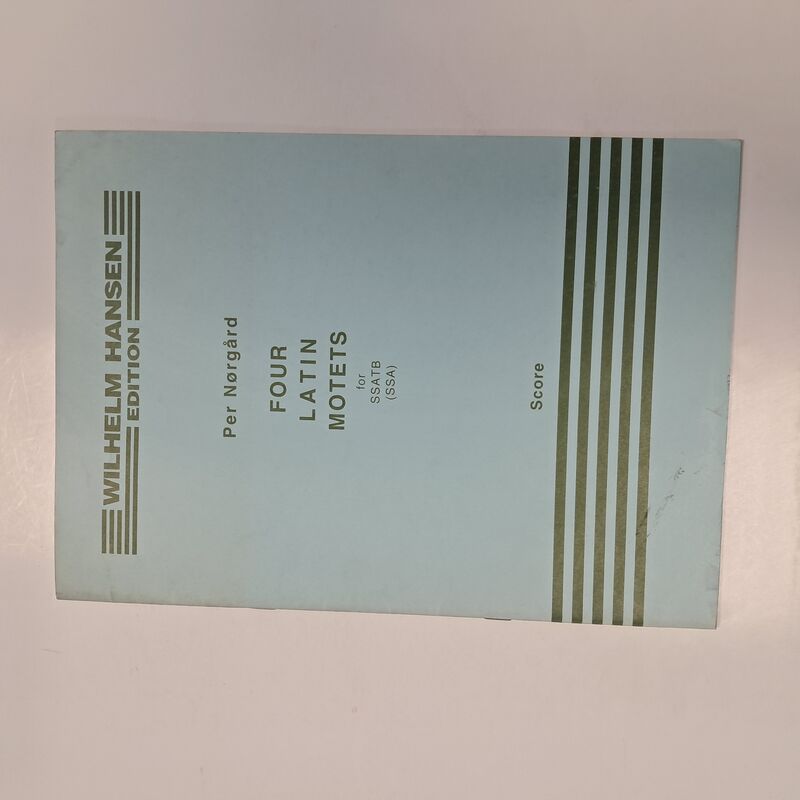 WILHELM HANSEN
EDITION
Per Nørgård
FOUR
LATIN
MOTETS
for
SSATB
(SSA)
Score